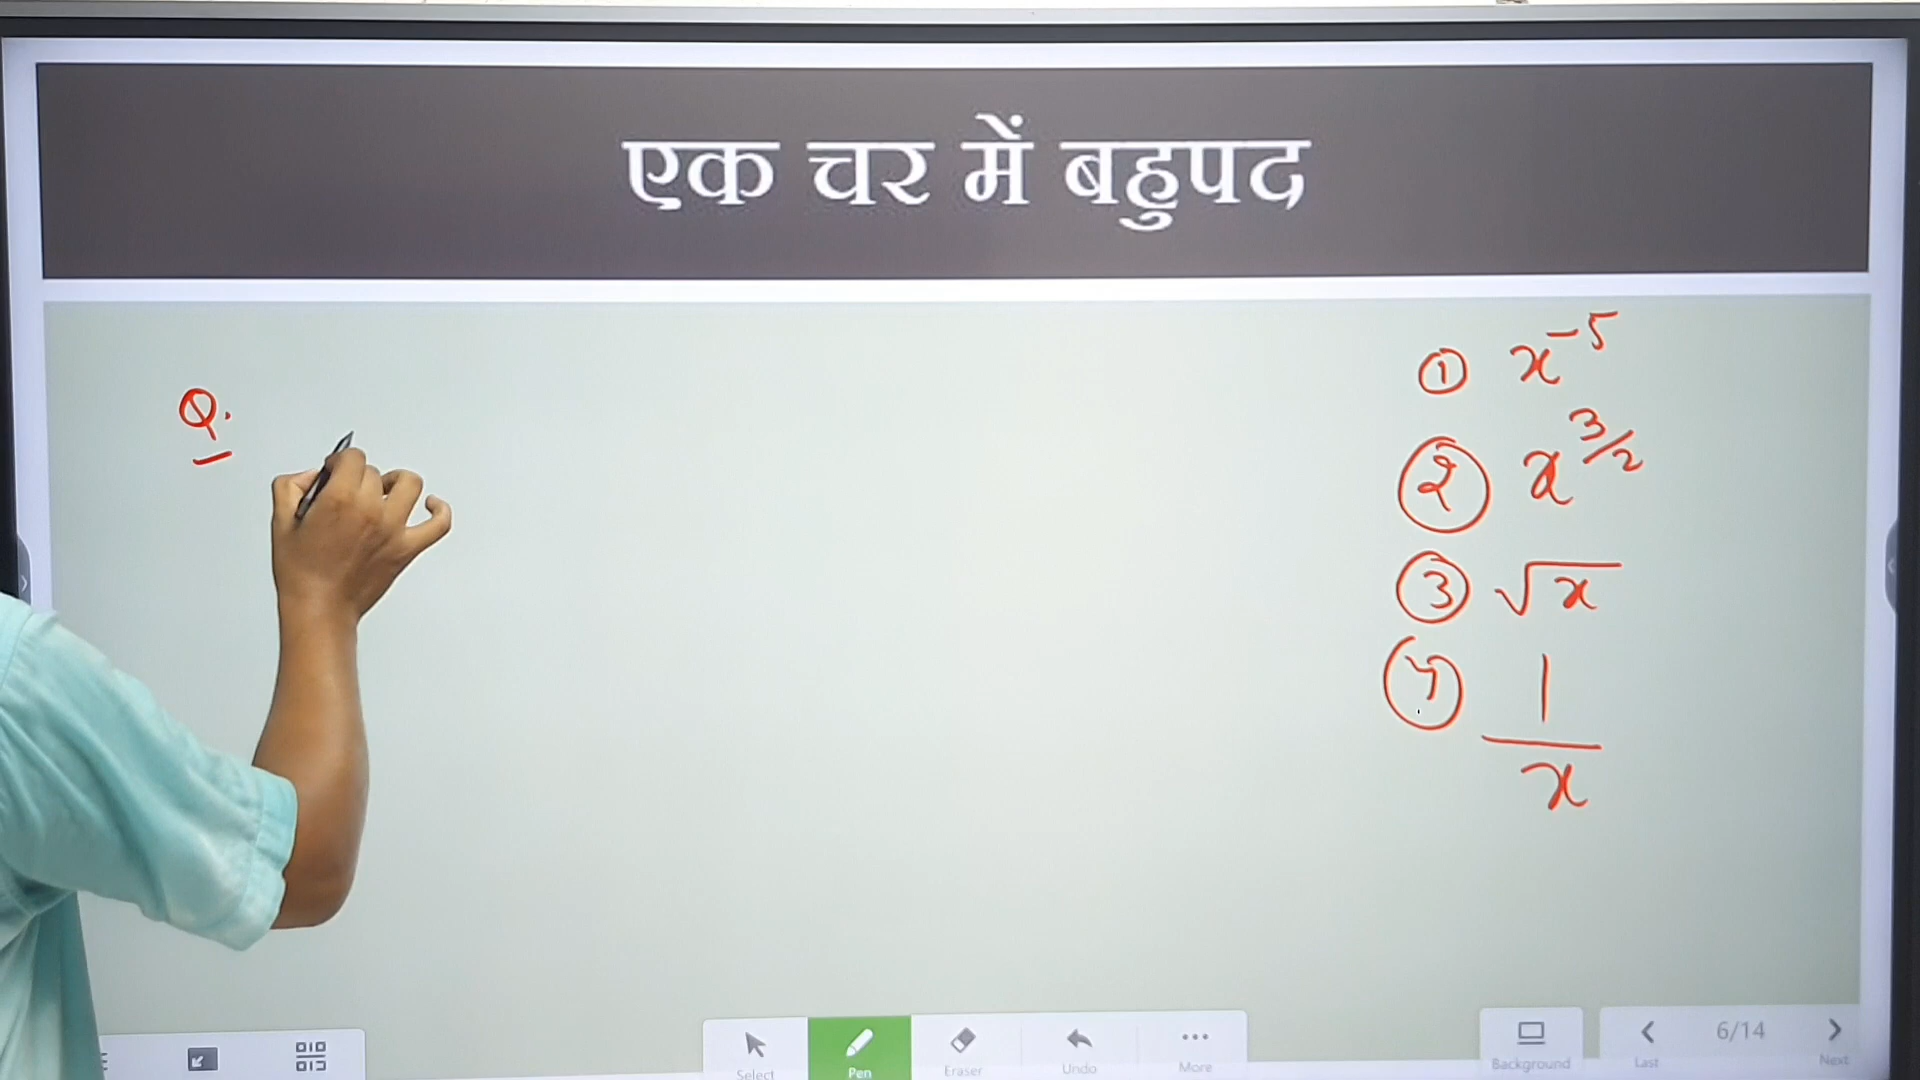 एक चर में बहुपद
Q.
① x⁻⁵
② x^3/2
③ √x
④ 1/x
Select
Pen
Eraser
Undo
More
Background
Last
6/14
Next